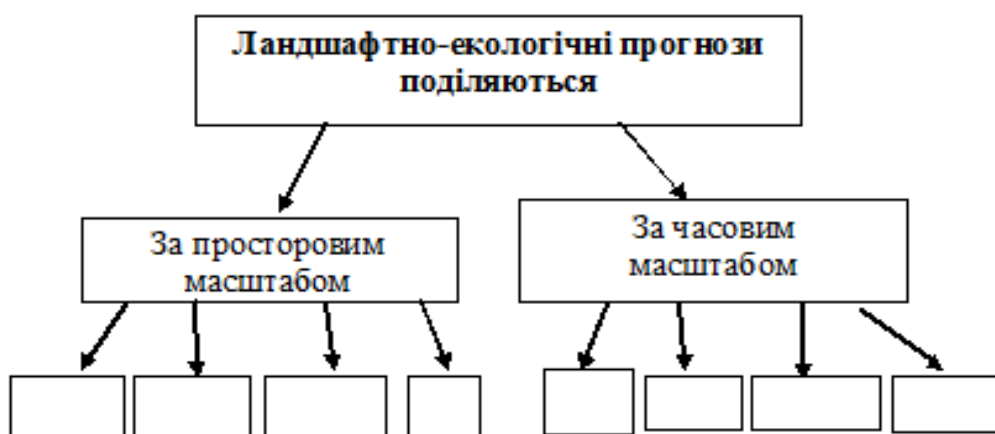 Ландшафтно-екологічні прогнози
поділяються
За просторовим
масштабом
За часовим
масштабом